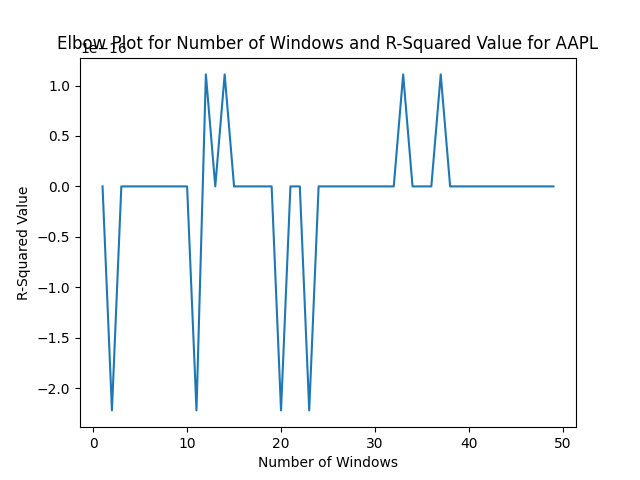 Elbow Plot for Number of Windows and R-Squared Value for AAPL
1e−16
1.0
0.5
0.0
−0.5
−1.0
−1.5
−2.0
R-Squared Value
0 10 20 30 40 50
Number of Windows